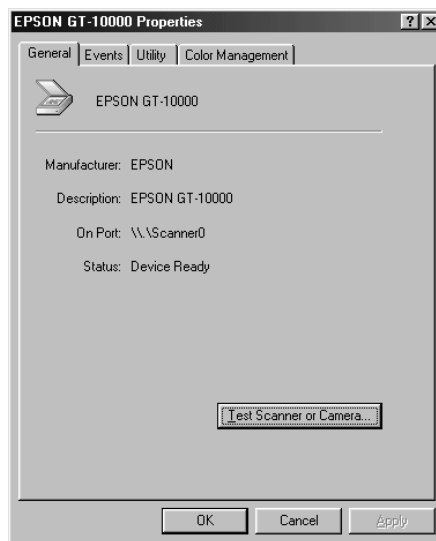 EPSON GT-10000 Properties
General Events Utility Color Management
EPSON GT-10000
Manufacturer: EPSON
Description: EPSON GT-10000
On Port: \\.\Scanner0
Status: Device Ready
Test Scanner or Camera...
OK Cancel Apply